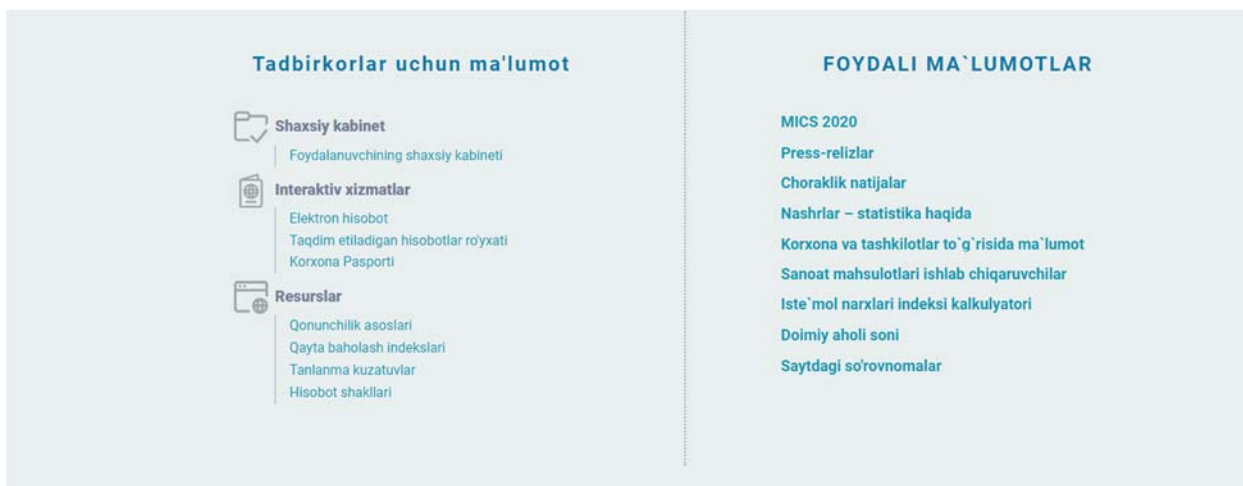 Tadbirkorlar uchun ma'lumot
Shaxsiy kabinet
Foydalanuvchining shaxsiy kabineti
Interaktiv xizmatlar
Elektron hisobot
Taqdim etiladigan hisobotlar ro'yxati
Korxona Pasporti
Resurslar
Qonunchilik asoslari
Qayta baholash indekslari
Tanlanma kuzatuvlar
Hisobot shakllari
FOYDALI MA`LUMOTLAR
MICS 2020
Press-relizlar
Choraklik natijalar
Nashrlar – statistika haqida
Korxona va tashkilotlar to`g`risida ma`lumot
Sanoat mahsulotlari ishlab chiqaruvchilar
Iste`mol narxlari indeksi kalkulyatori
Doimiy aholi soni
Saytdagi so'rovnomalar